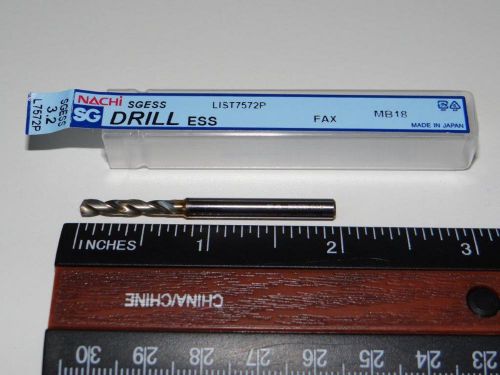 L7572P
3.2
SGESS
NACHi
SG
SGESS
DRILL ESS
LIST7572P
FAX
MB18
MADE IN JAPAN
INCHES 1 2 3
CHINA/CHINE
30 29 28 27 26 25 24 23 22